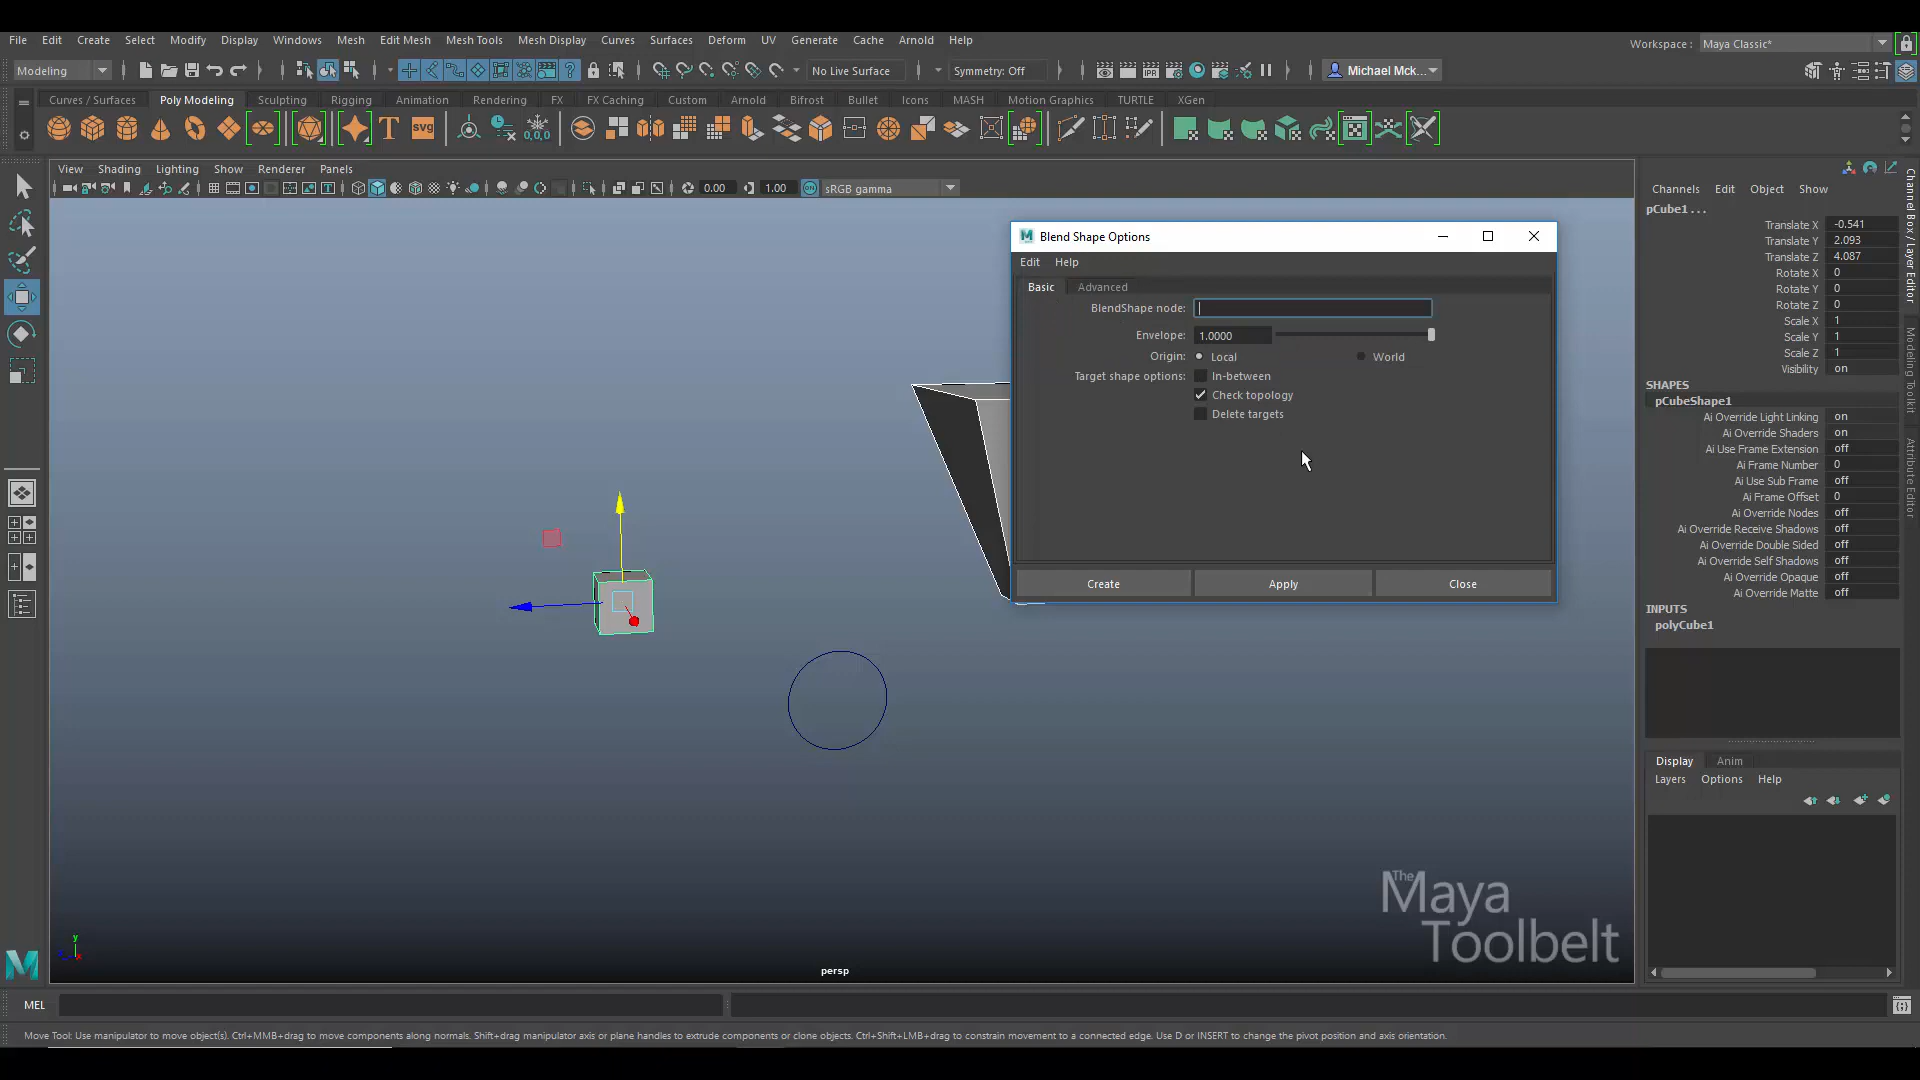 File Edit Create Select Modify Display Windows Mesh Edit Mesh Mesh Tools Mesh Display Curves Surfaces Deform UV Generate Cache Arnold Help
Workspace : Maya Classic*
Modeling No Live Surface Symmetry: Off Michael Mck...
Curves / Surfaces Poly Modeling Sculpting Rigging Animation Rendering FX FX Caching Custom Arnold Bifrost Bullet Icons MASH Motion Graphics TURTLE XGen
T svg 0,0,0
View Shading Lighting Show Renderer Panels
0.00 1.00 sRGB gamma
Blend Shape Options
Edit Help
Basic Advanced
BlendShape node:
Envelope: 1.0000
Origin: Local World
Target shape options: In-between
Check topology
Delete targets
Create Apply Close
Channels Edit Object Show
pCube1...
Translate X -0.541
Translate Y 2.093
Translate Z 4.087
Rotate X 0
Rotate Y 0
Rotate Z 0
Scale X 1
Scale Y 1
Scale Z 1
Visibility on
SHAPES
pCubeShape1
Ai Override Light Linking on
Ai Override Shaders on
Ai Use Frame Extension off
Ai Frame Number 0
Ai Use Sub Frame off
Ai Frame Offset 0
Ai Override Nodes off
Ai Override Receive Shadows off
Ai Override Double Sided off
Ai Override Self Shadows off
Ai Override Opaque off
Ai Override Matte off
INPUTS
polyCube1
Channel Box / Layer Editor
Modeling Toolkit
Attribute Editor
Display Anim
Layers Options Help
The Maya
Toolbelt
y
persp
MEL
Move Tool: Use manipulator to move object(s). Ctrl+MMB+drag to move components along normals. Shift+drag manipulator axis or plane handles to extrude components or clone objects. Ctrl+Shift+LMB+drag to constrain movement to a connected edge. Use D or INSERT to change the pivot position and axis orientation.